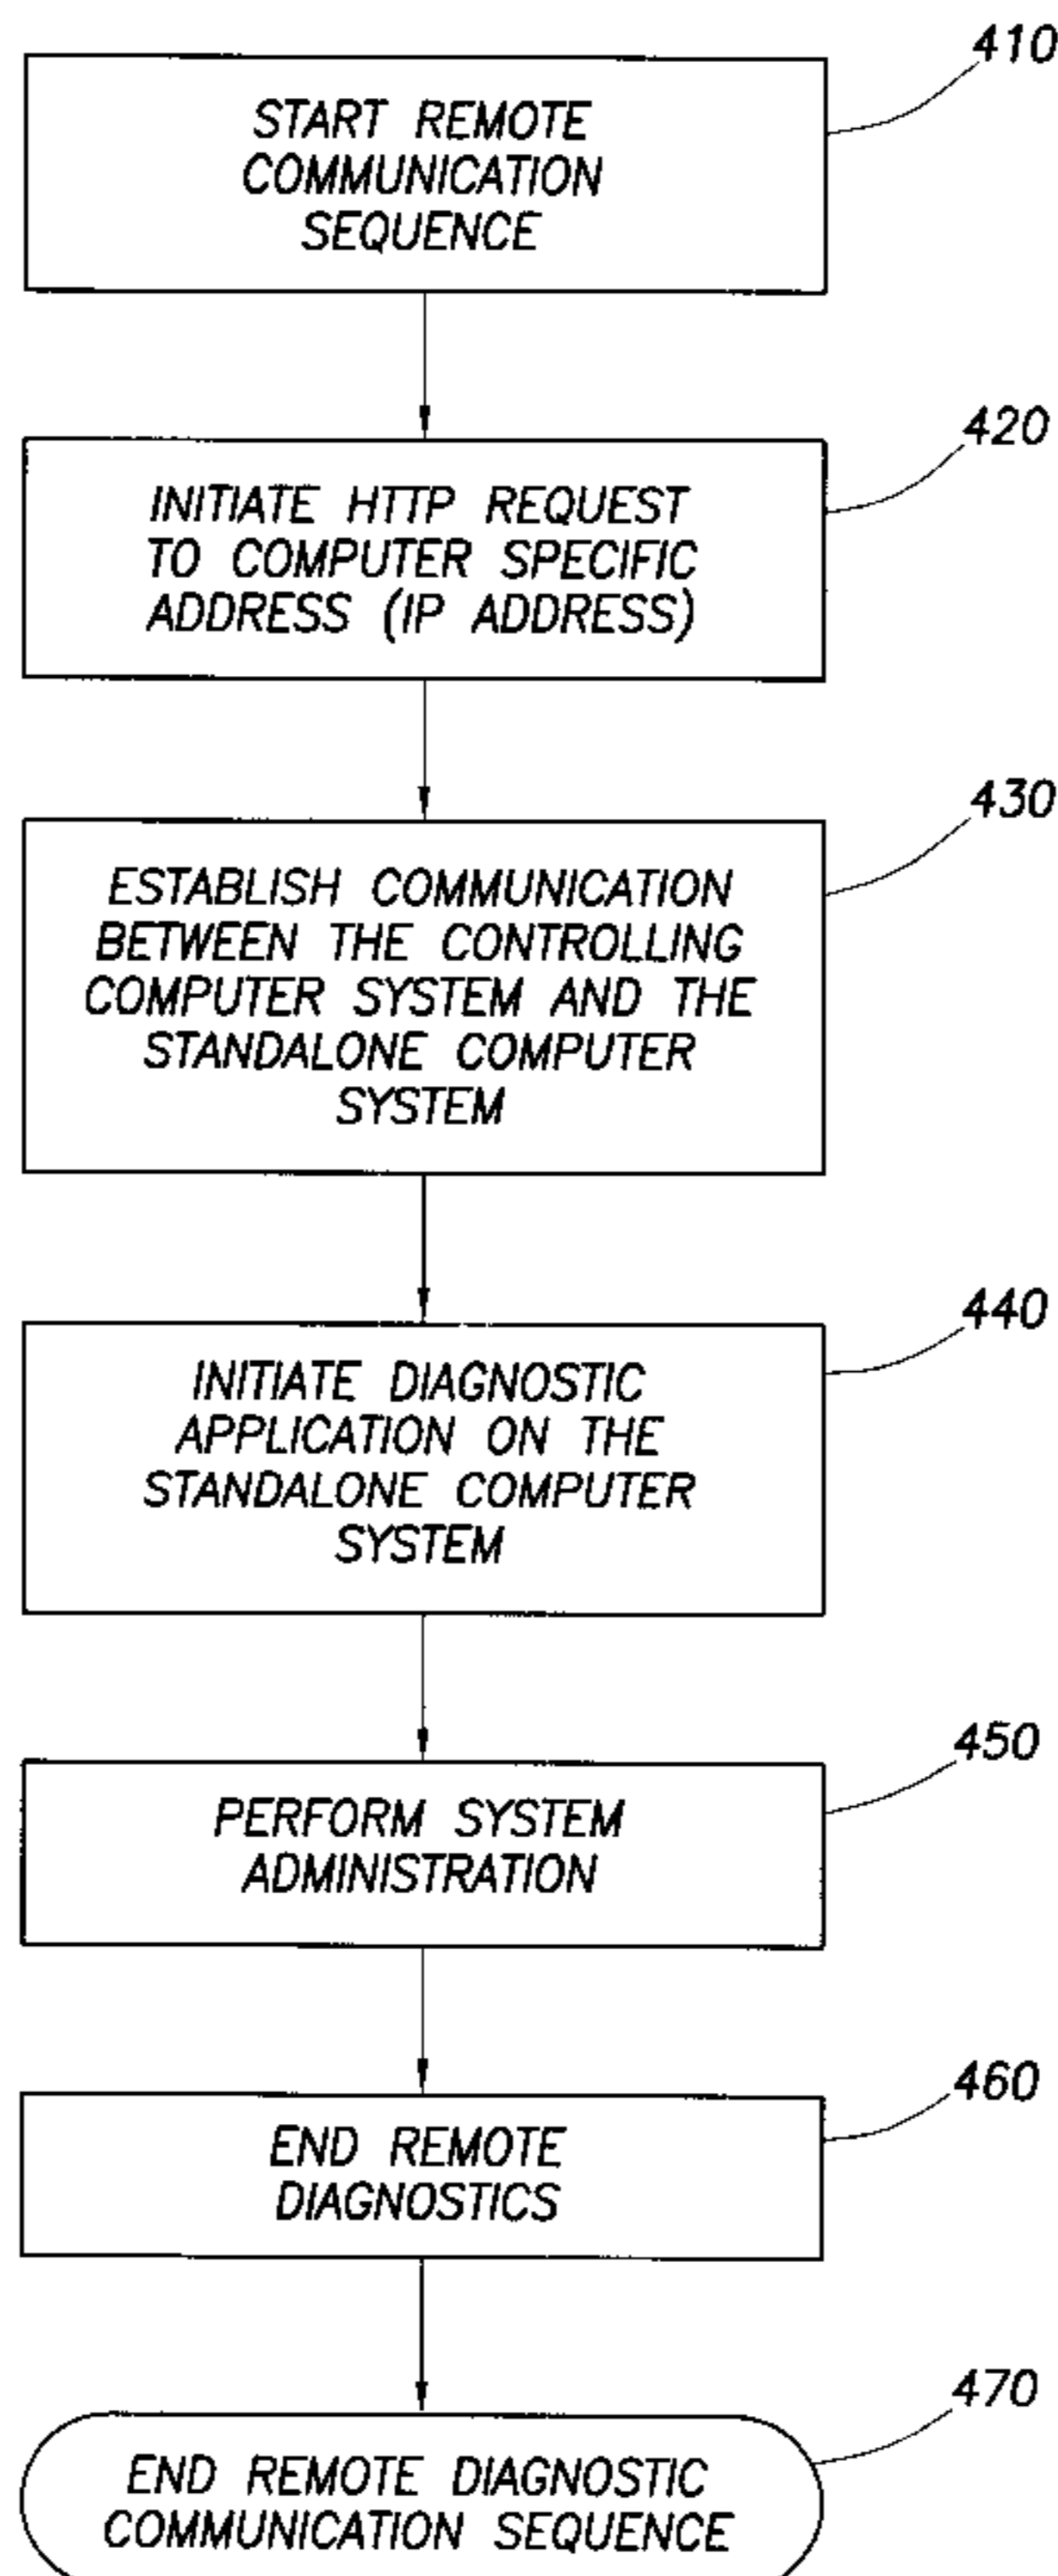 410
START REMOTE
COMMUNICATION
SEQUENCE
420
INITIATE HTTP REQUEST
TO COMPUTER SPECIFIC
ADDRESS (IP ADDRESS)
430
ESTABLISH COMMUNICATION
BETWEEN THE CONTROLLING
COMPUTER SYSTEM AND THE
STANDALONE COMPUTER
SYSTEM
440
INITIATE DIAGNOSTIC
APPLICATION ON THE
STANDALONE COMPUTER
SYSTEM
450
PERFORM SYSTEM
ADMINISTRATION
460
END REMOTE
DIAGNOSTICS
470
END REMOTE DIAGNOSTIC
COMMUNICATION SEQUENCE